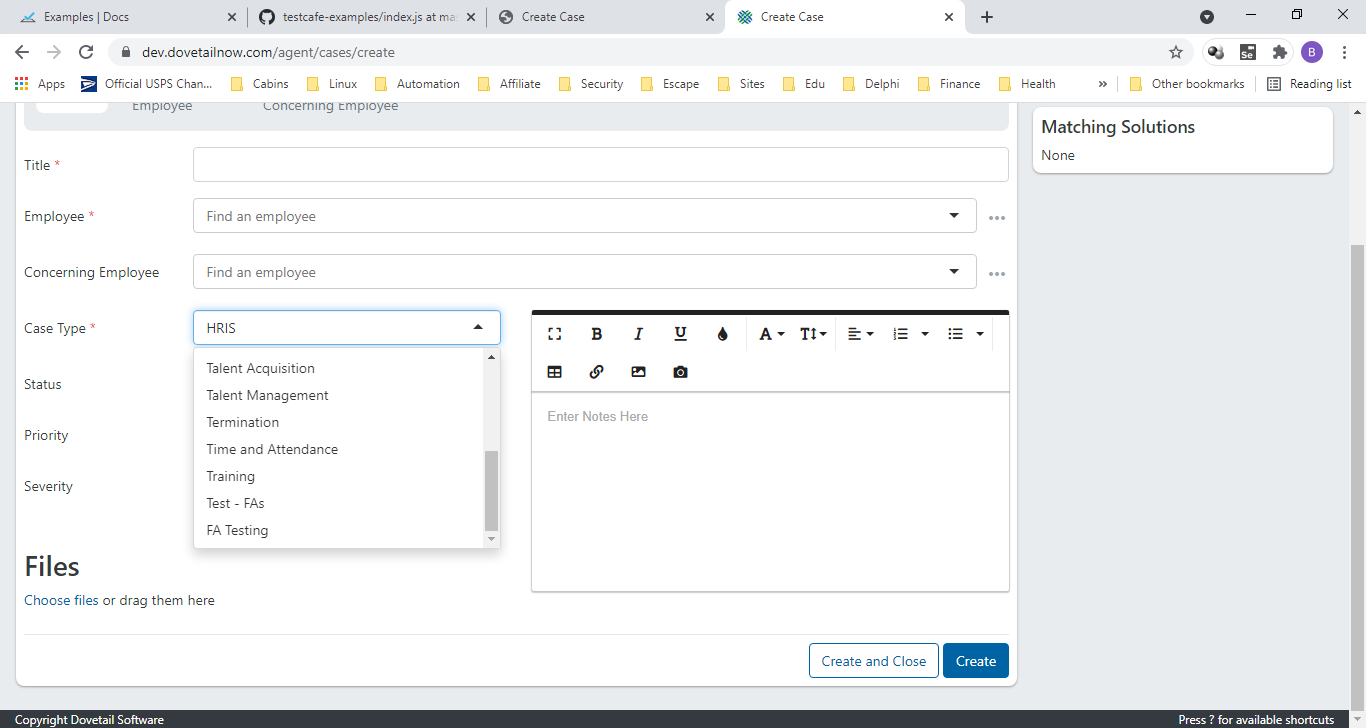 Examples | Docs
testcafe-examples/index.js at mas
Create Case
Create Case
dev.dovetailnow.com/agent/cases/create
B
Apps
Official USPS Chan...
Cabins
Linux
Automation
Affiliate
Security
Escape
Sites
Edu
Delphi
Finance
Health
»
Other bookmarks
Reading list
Employee
Concerning Employee
Matching Solutions
None
Title *
Employee *
Find an employee
Concerning Employee
Find an employee
Case Type *
HRIS
Talent Acquisition
Talent Management
Termination
Time and Attendance
Training
Test - FAs
FA Testing
Status
Priority
Severity
B I U A T
Enter Notes Here
Files
Choose files or drag them here
Create and Close
Create
Copyright Dovetail Software
Press ? for available shortcuts